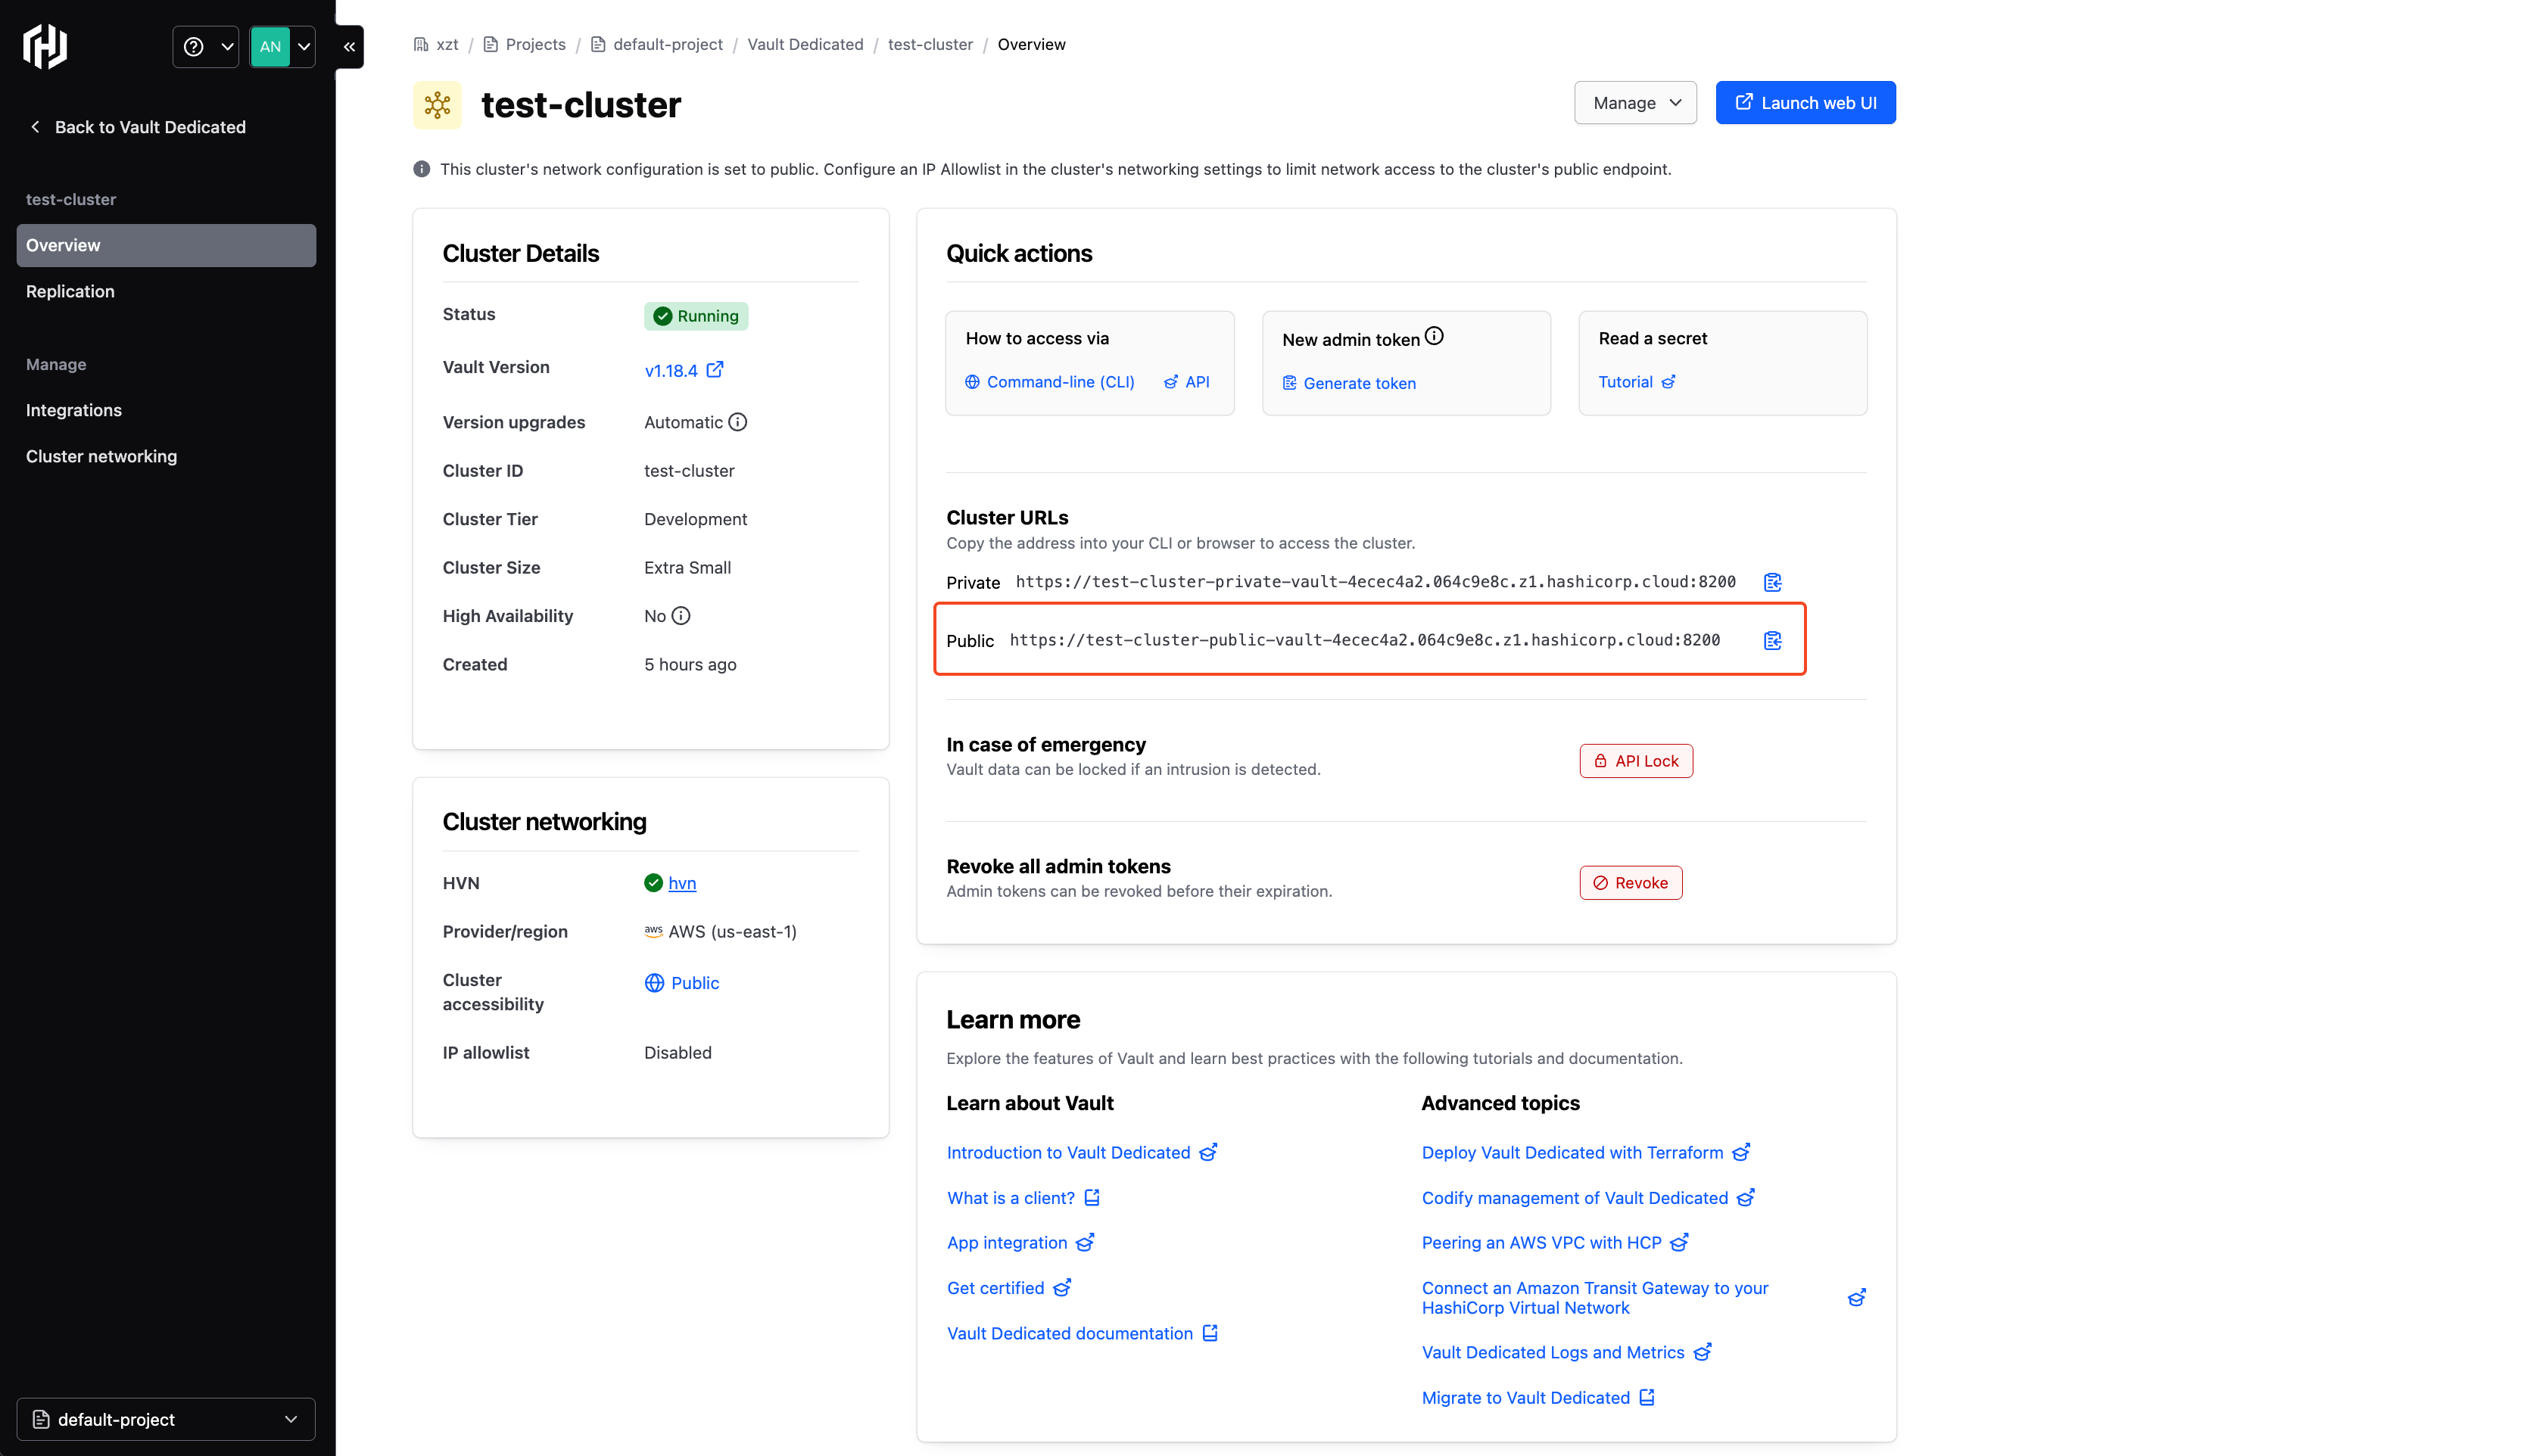 AN
Back to Vault Dedicated
test-cluster
Overview
Replication
Manage
Integrations
Cluster networking
default-project
xzt / Projects / default-project / Vault Dedicated / test-cluster / Overview
test-cluster
Manage
Launch web UI
This cluster's network configuration is set to public. Configure an IP Allowlist in the cluster's networking settings to limit network access to the cluster's public endpoint.
Cluster Details
Status Running
Vault Version v1.18.4
Version upgrades Automatic
Cluster ID test-cluster
Cluster Tier Development
Cluster Size Extra Small
High Availability No
Created 5 hours ago
Cluster networking
HVN hvn
Provider/region aws AWS (us-east-1)
Cluster
accessibility Public
IP allowlist Disabled
Quick actions
How to access via
Command-line (CLI) API
New admin token
Generate token
Read a secret
Tutorial
Cluster URLs
Copy the address into your CLI or browser to access the cluster.
Private https://test-cluster-private-vault-4ecec4a2.064c9e8c.z1.hashicorp.cloud:8200
Public https://test-cluster-public-vault-4ecec4a2.064c9e8c.z1.hashicorp.cloud:8200
In case of emergency
Vault data can be locked if an intrusion is detected.
API Lock
Revoke all admin tokens
Admin tokens can be revoked before their expiration.
Revoke
Learn more
Explore the features of Vault and learn best practices with the following tutorials and documentation.
Learn about Vault
Introduction to Vault Dedicated
What is a client?
App integration
Get certified
Vault Dedicated documentation
Advanced topics
Deploy Vault Dedicated with Terraform
Codify management of Vault Dedicated
Peering an AWS VPC with HCP
Connect an Amazon Transit Gateway to your
HashiCorp Virtual Network
Vault Dedicated Logs and Metrics
Migrate to Vault Dedicated